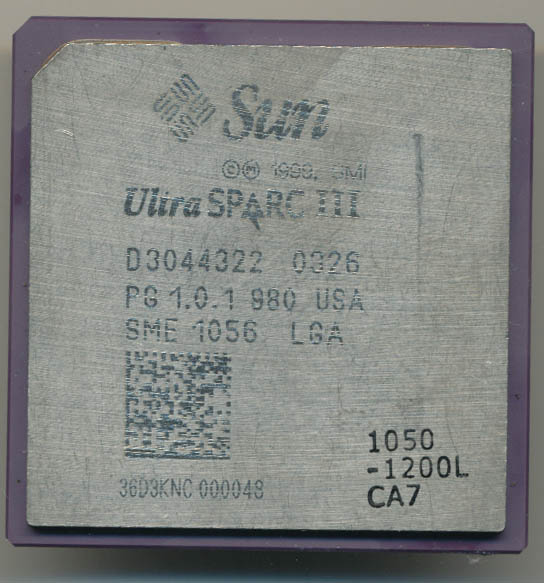 Sun
©Ⓜ 1999, SMI
UltraSPARC III
D3044322 0326
PG 1.0.1 980 USA
SME 1056 LGA
36D3KNC 000048
1050
-1200L
CA7